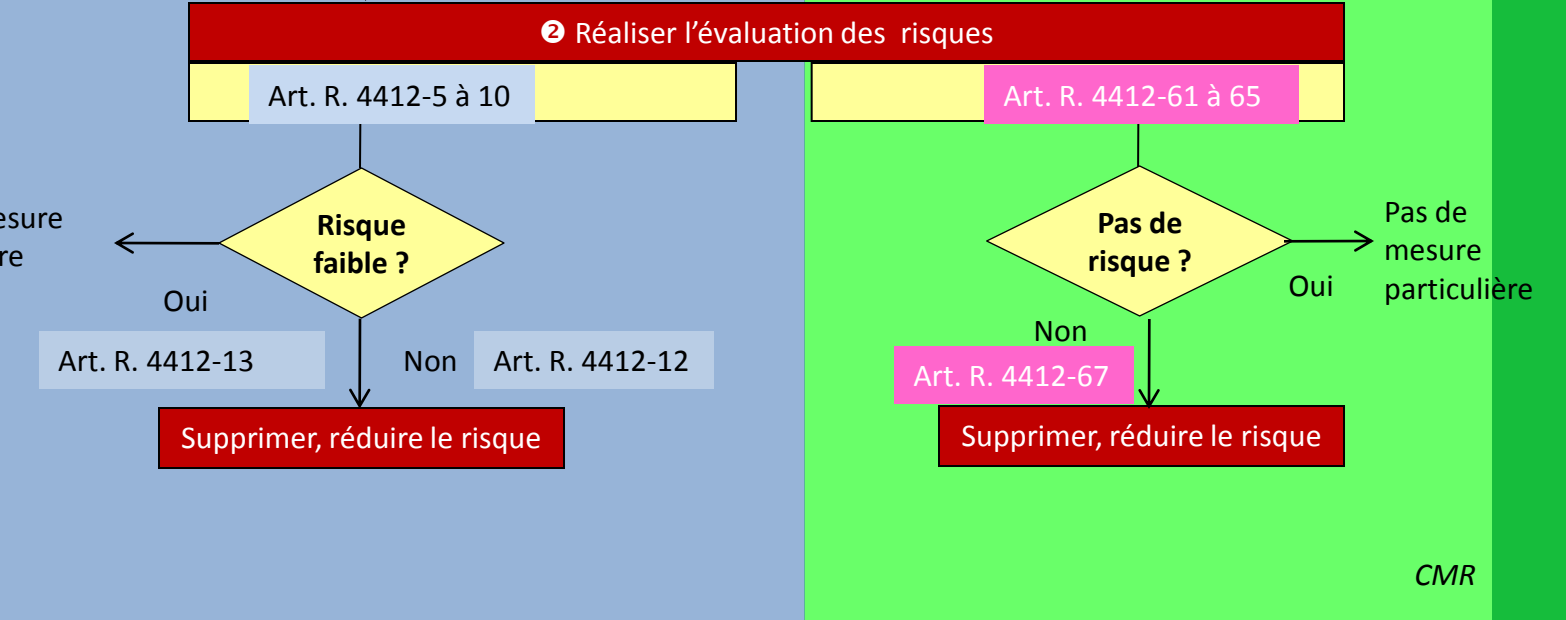 ❷ Réaliser l’évaluation des risques
Art. R. 4412-5 à 10
Art. R. 4412-61 à 65
Risque
faible ?
Oui
Art. R. 4412-13
Non
Art. R. 4412-12
Supprimer, réduire le risque
Pas de
risque ?
Oui
Pas de
mesure
particulière
Non
Art. R. 4412-67
Supprimer, réduire le risque
CMR